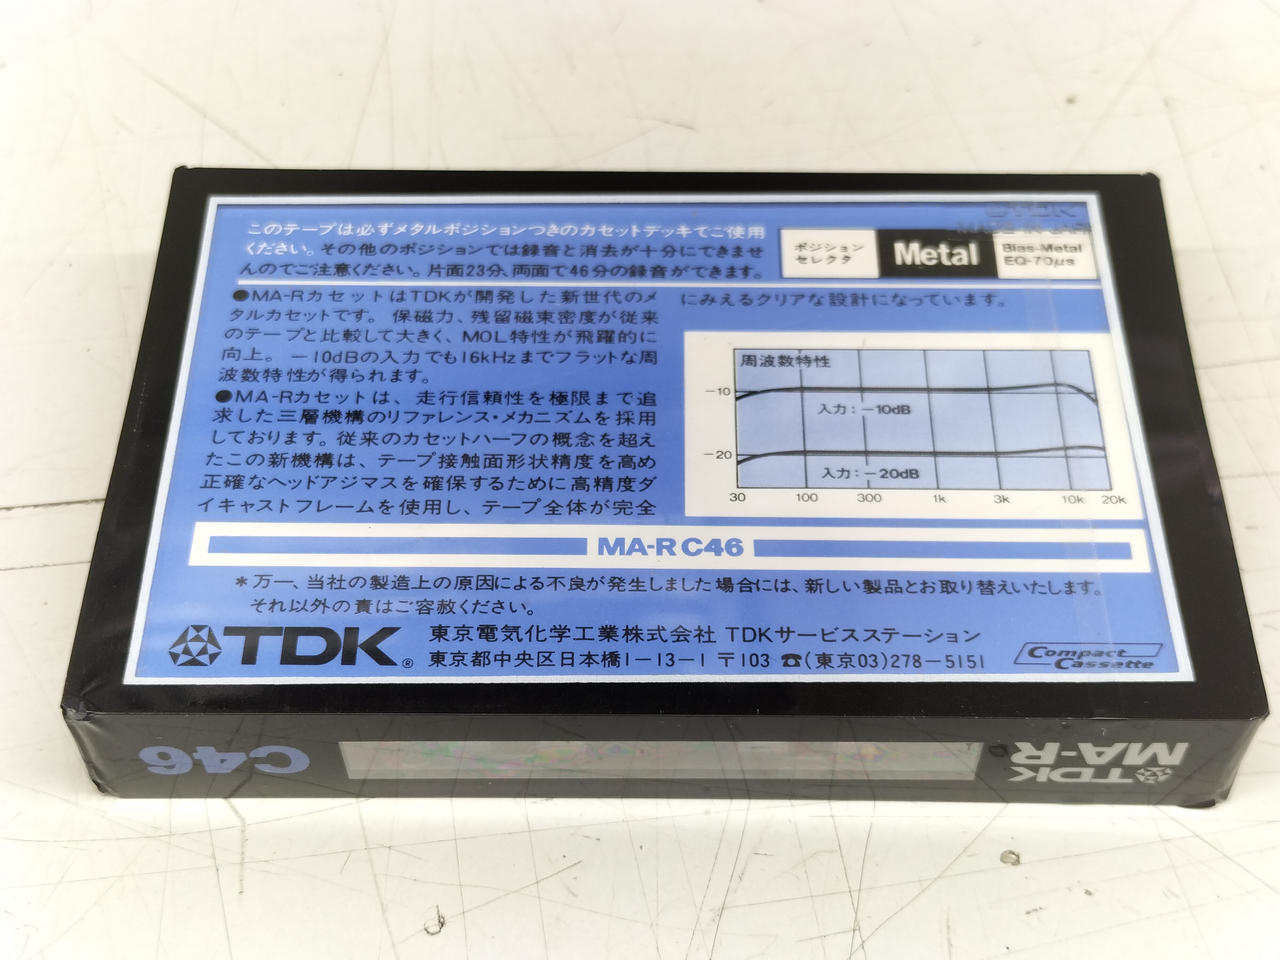 このテープは必ずメタルポジションつきのカセットデッキでご使用
ください。その他のポジションでは録音と消去が十分にできませ
んのでご注意ください。片面23分、両面で46分の録音ができます。
ポジション
セレクタ
Metal
Bias-Metal
EQ-70μs
TDK
●MA-RカセットはTDKが開発した新世代のメ
タルカセットです。保磁力、残留磁束密度が従来
のテープと比較して大きく、MOL特性が飛躍的に
向上。－10dBの入力でも16kHzまでフラットな周
波数特性が得られます。
●MA-Rカセットは、走行信頼性を極限まで追
求した三層機構のリファレンス・メカニズムを採用
しております。従来のカセットハーフの概念を超え
たこの新機構は、テープ接触面形状精度を高め
正確なヘッドアジマスを確保するために高精度ダ
イキャストフレームを使用し、テープ全体が完全
にみえるクリアな設計になっています。
周波数特性
-10
入力：－10dB
-20
入力：－20dB
30 100 300 1k 3k 10k 20k
MA-R C46
＊万一、当社の製造上の原因による不良が発生しました場合には、新しい製品とお取り替えいたします。
それ以外の責はご容赦ください。
TDK®
東京電気化学工業株式会社 TDKサービスステーション
東京都中央区日本橋1－13－1 〒103 ☎(東京03)278－5151
Compact
Cassette
C46
TDK
MA-R